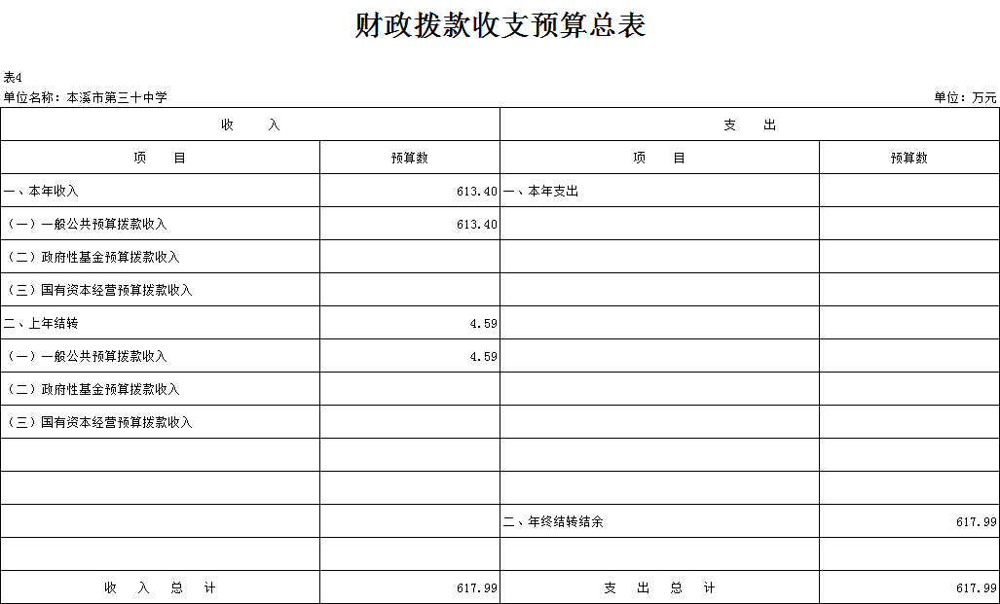 财政拨款收支预算总表
表4
单位名称：本溪市第三十中学 单位：万元
收 入 支 出
项 目 预算数 项 目 预算数
一、本年收入 613.40 一、本年支出
（一）一般公共预算拨款收入 613.40
（二）政府性基金预算拨款收入
（三）国有资本经营预算拨款收入
二、上年结转 4.59
（一）一般公共预算拨款收入 4.59
（二）政府性基金预算拨款收入
（三）国有资本经营预算拨款收入
二、年终结转结余 617.99
收 入 总 计 617.99 支 出 总 计 617.99